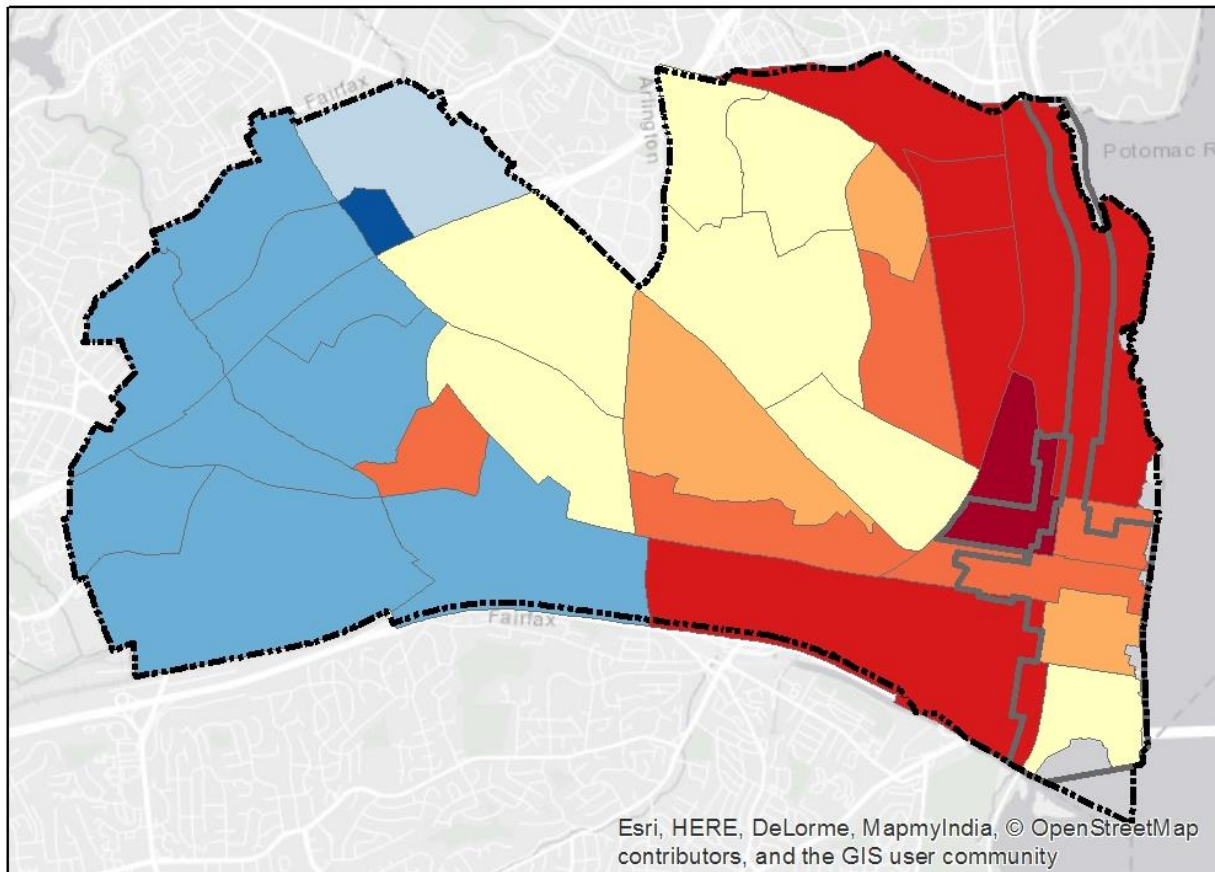 Fairfax
Arlington
Potomac R
Fairfax
Esri, HERE, DeLorme, MapmyIndia, © OpenStreetMap
contributors, and the GIS user community